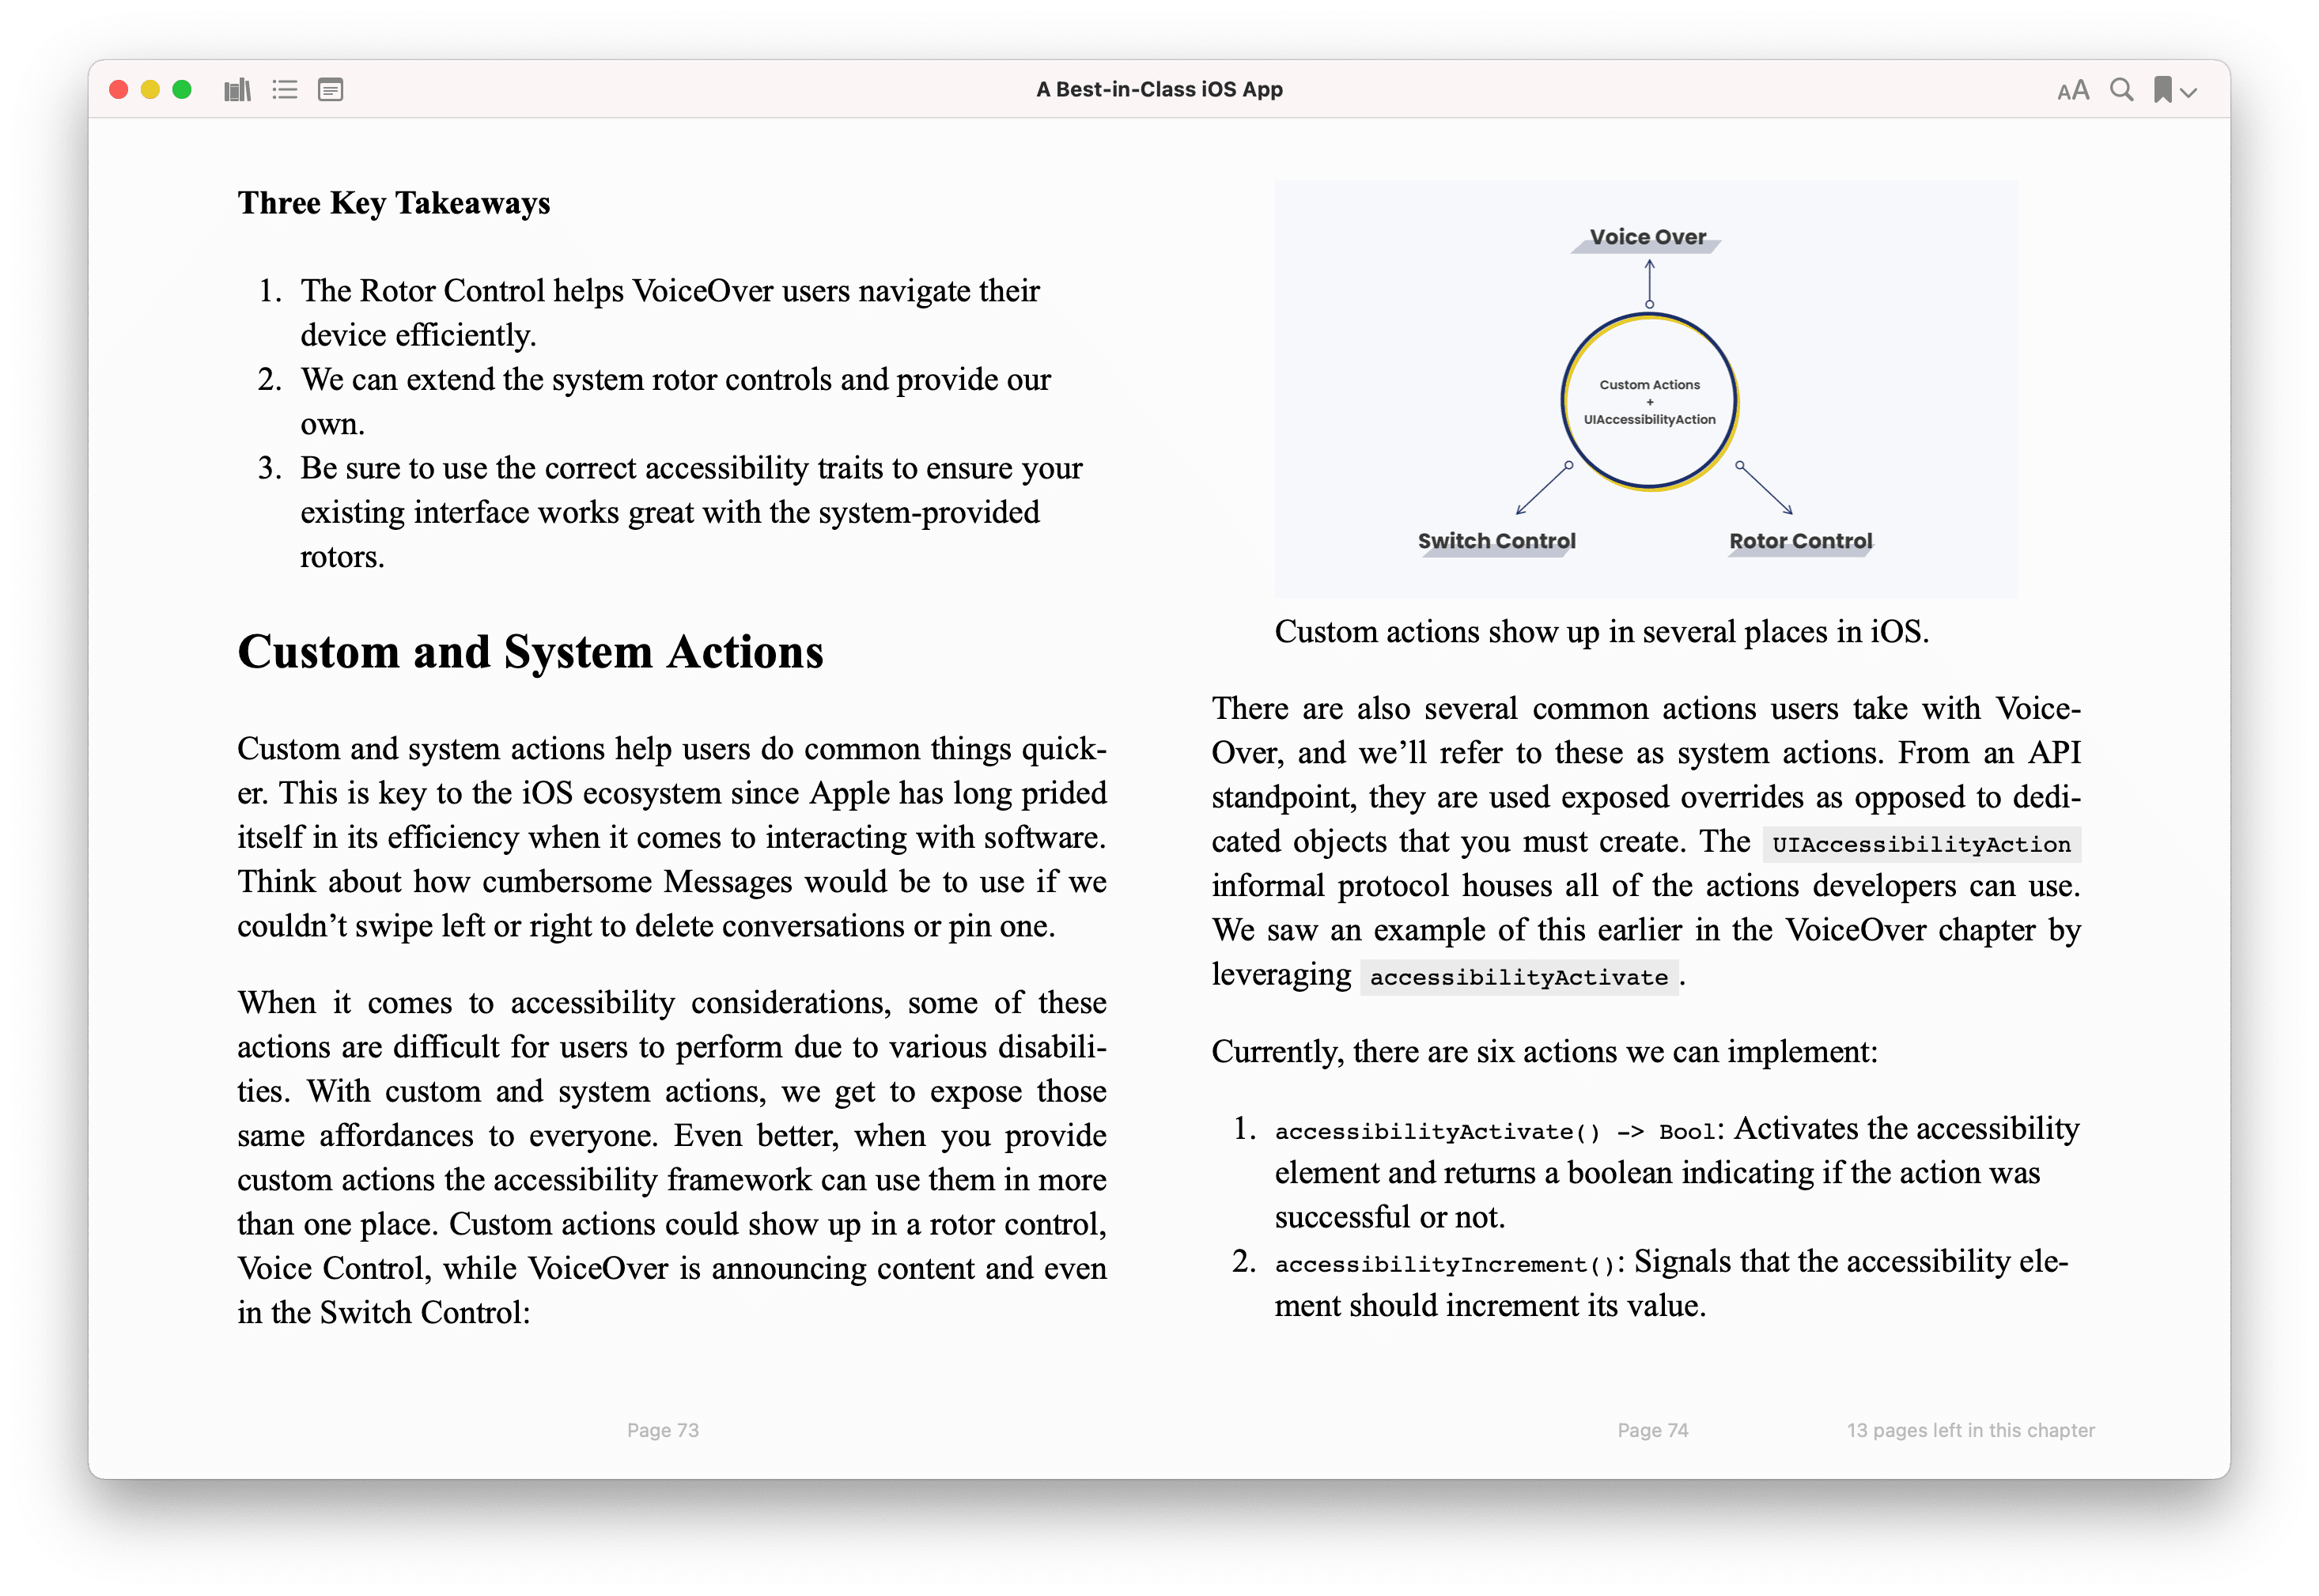 A Best-in-Class iOS App
AA
Three Key Takeaways
1. The Rotor Control helps VoiceOver users navigate their
device efficiently.
2. We can extend the system rotor controls and provide our
own.
3. Be sure to use the correct accessibility traits to ensure your
existing interface works great with the system-provided
rotors.
Custom and System Actions
Custom and system actions help users do common things quick-
er. This is key to the iOS ecosystem since Apple has long prided
itself in its efficiency when it comes to interacting with software.
Think about how cumbersome Messages would be to use if we
couldn’t swipe left or right to delete conversations or pin one.
When it comes to accessibility considerations, some of these
actions are difficult for users to perform due to various disabili-
ties. With custom and system actions, we get to expose those
same affordances to everyone. Even better, when you provide
custom actions the accessibility framework can use them in more
than one place. Custom actions could show up in a rotor control,
Voice Control, while VoiceOver is announcing content and even
in the Switch Control:
Page 73
Voice Over
Custom Actions
+
UIAccessibilityAction
Switch Control
Rotor Control
Custom actions show up in several places in iOS.
There are also several common actions users take with Voice-
Over, and we’ll refer to these as system actions. From an API
standpoint, they are used exposed overrides as opposed to dedi-
cated objects that you must create. The UIAccessibilityAction
informal protocol houses all of the actions developers can use.
We saw an example of this earlier in the VoiceOver chapter by
leveraging accessibilityActivate.
Currently, there are six actions we can implement:
1. accessibilityActivate() -> Bool: Activates the accessibility
element and returns a boolean indicating if the action was
successful or not.
2. accessibilityIncrement(): Signals that the accessibility ele-
ment should increment its value.
Page 74
13 pages left in this chapter